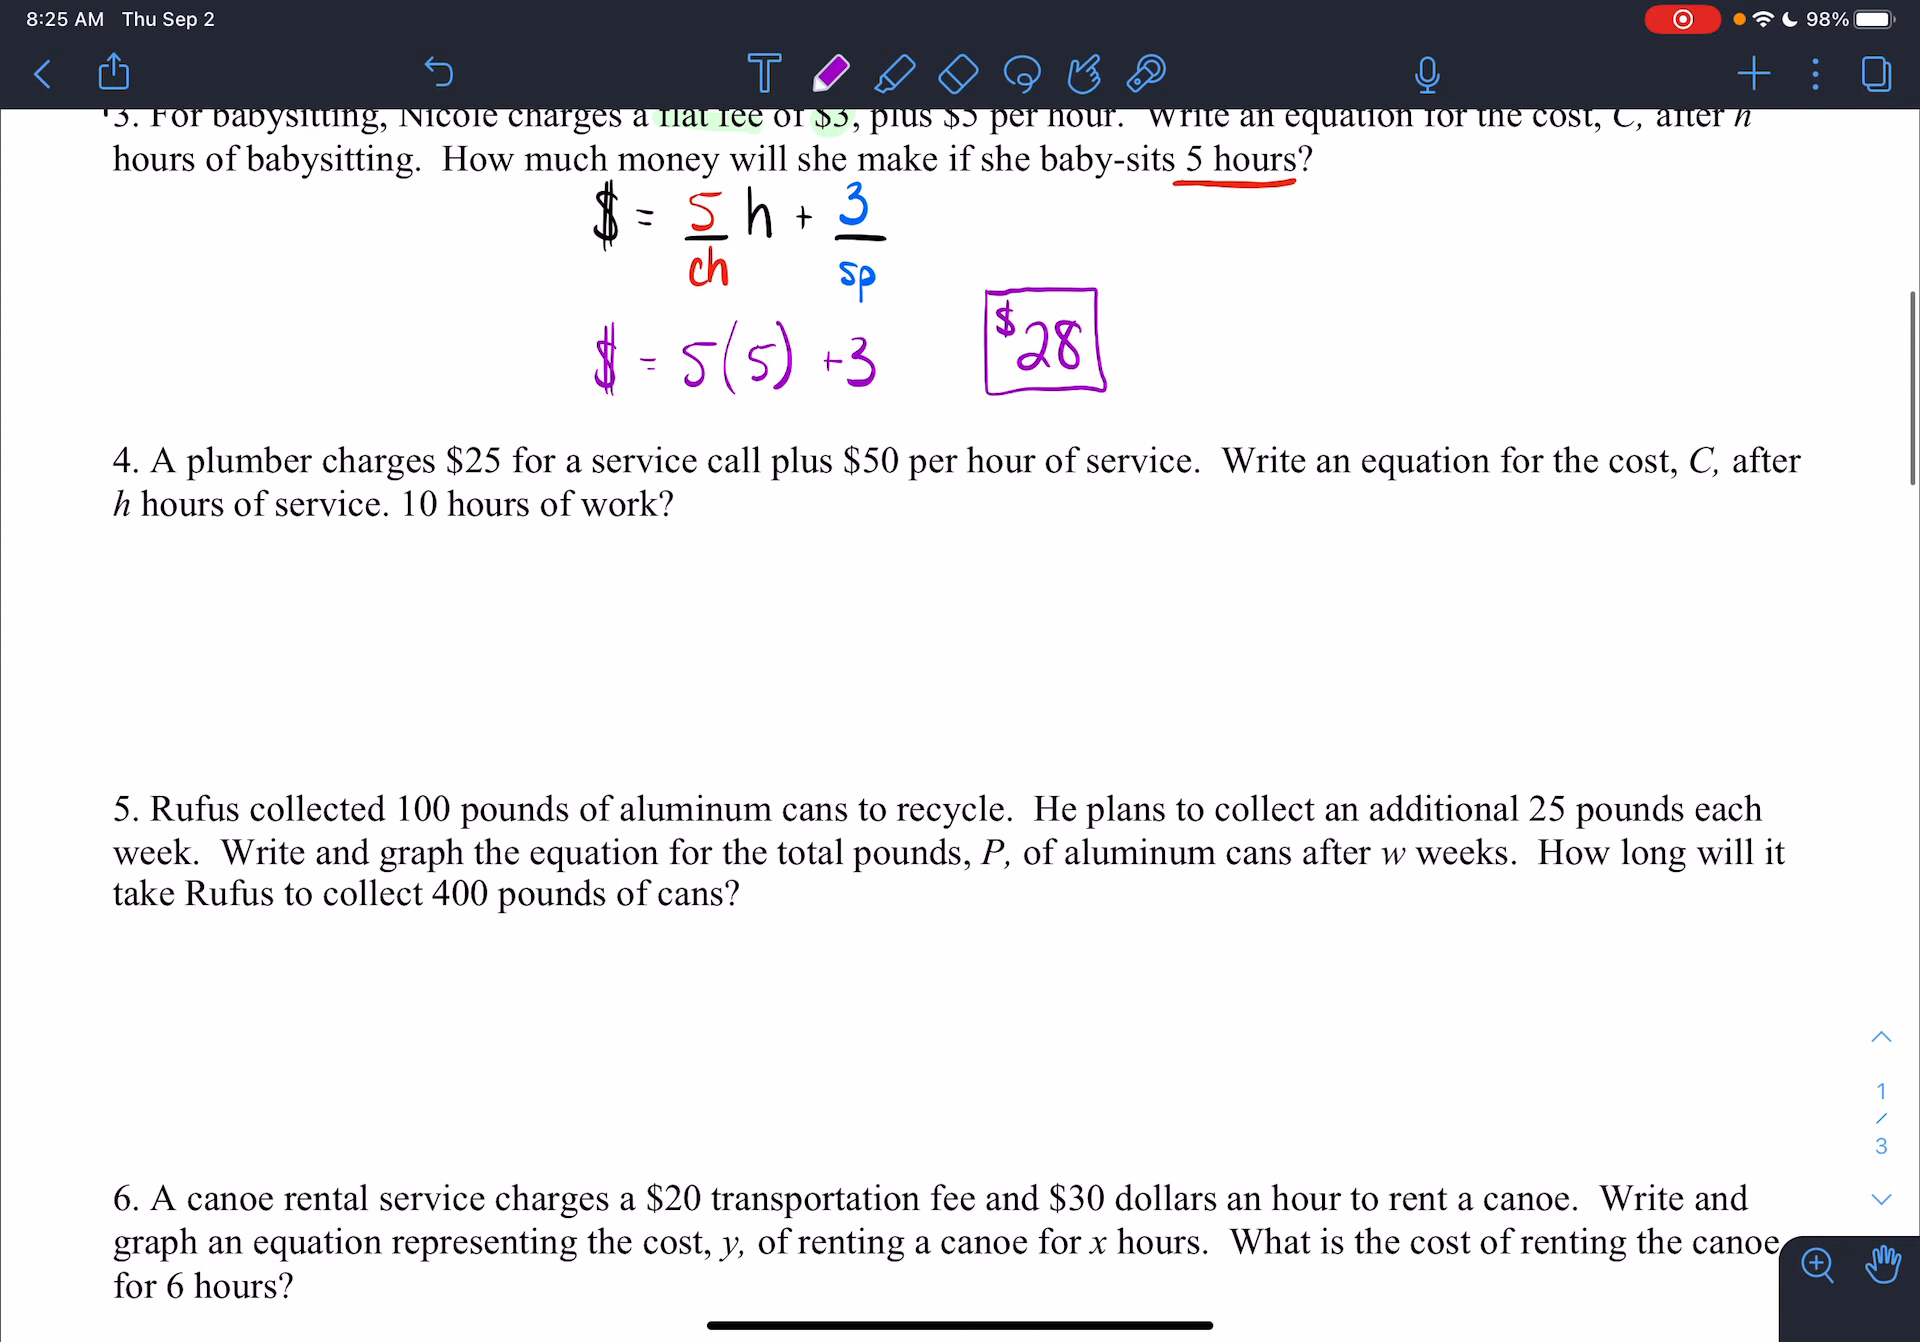 8:25 AM Thu Sep 2 98%
T
3. For babysitting, Nicole charges a flat fee of $3, plus $5 per hour. Write an equation for the cost, C, after h
hours of babysitting. How much money will she make if she baby-sits 5 hours?
$ = 5 h + 3
ch sp
$ = 5(5) +3
$28
4. A plumber charges $25 for a service call plus $50 per hour of service. Write an equation for the cost, C, after
h hours of service. 10 hours of work?
5. Rufus collected 100 pounds of aluminum cans to recycle. He plans to collect an additional 25 pounds each
week. Write and graph the equation for the total pounds, P, of aluminum cans after w weeks. How long will it
take Rufus to collect 400 pounds of cans?
1
/
3
6. A canoe rental service charges a $20 transportation fee and $30 dollars an hour to rent a canoe. Write and
graph an equation representing the cost, y, of renting a canoe for x hours. What is the cost of renting the canoe
for 6 hours?